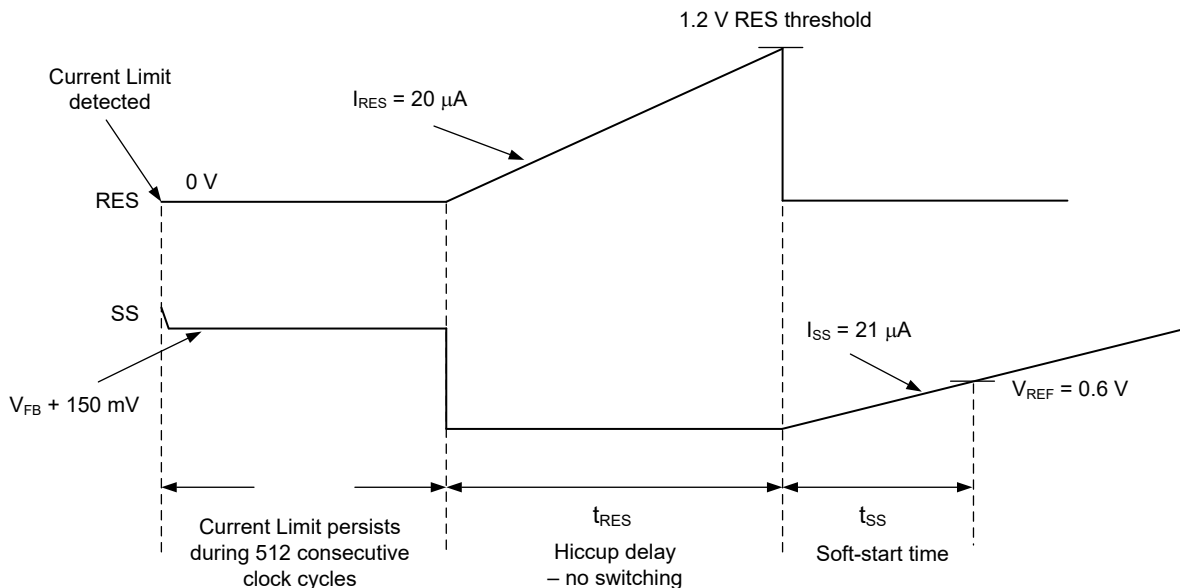 1.2 V RES threshold
Current Limit
detected
I_RES = 20 μA
0 V
RES
SS
I_SS = 21 μA
V_FB + 150 mV
V_REF = 0.6 V
t_RES
t_SS
Current Limit persists
during 512 consecutive
clock cycles
Hiccup delay
– no switching
Soft-start time